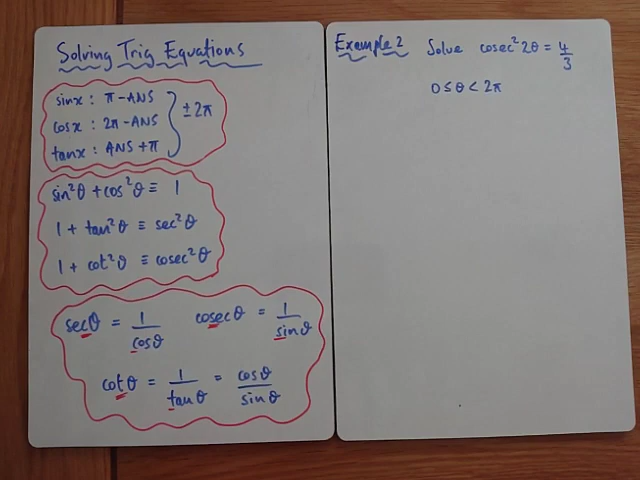 Solving Trig Equations
sinx : π - ANS
cosx : 2π - ANS
tanx : ANS + π
± 2π
sin²θ + cos²θ ≡ 1
1 + tan²θ ≡ sec²θ
1 + cot²θ ≡ cosec²θ
secθ = 1/cosθ cosecθ = 1/sinθ
cotθ = 1/tanθ = cosθ/sinθ
Example 2 Solve cosec²2θ = 4/3
0 ≤ θ < 2π